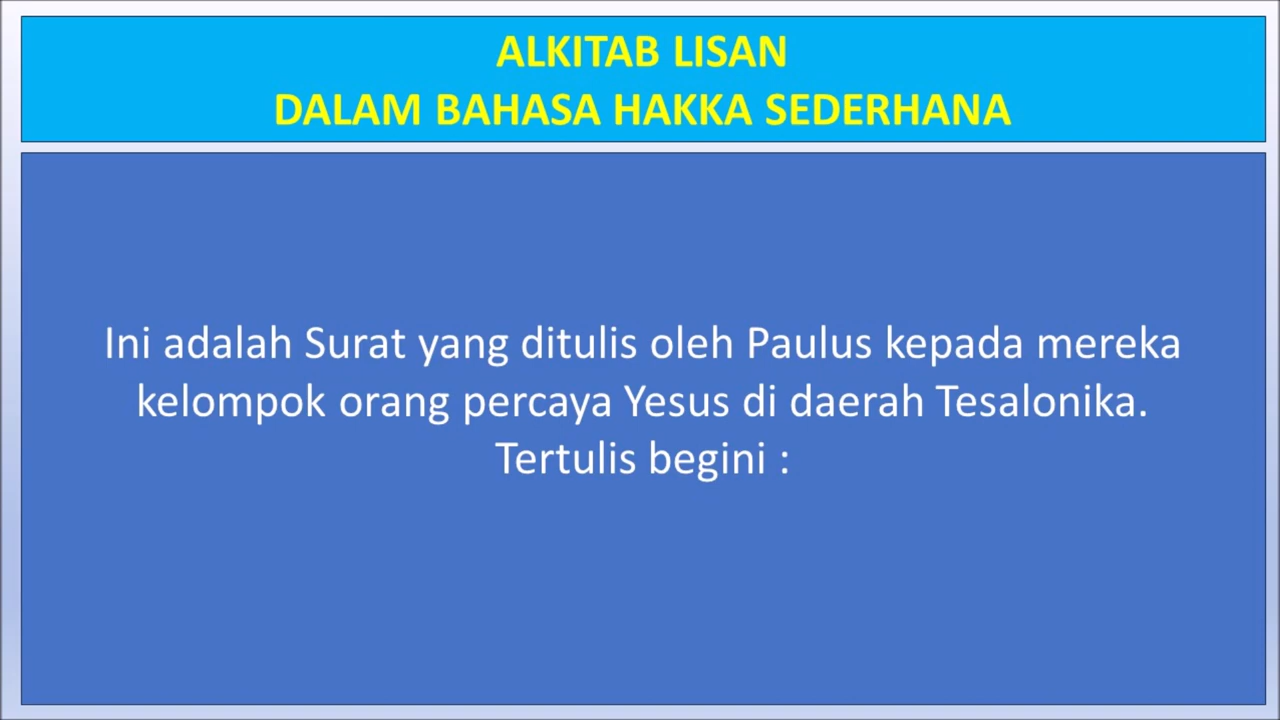 ALKITAB LISAN
DALAM BAHASA HAKKA SEDERHANA
Ini adalah Surat yang ditulis oleh Paulus kepada mereka
kelompok orang percaya Yesus di daerah Tesalonika.
Tertulis begini :